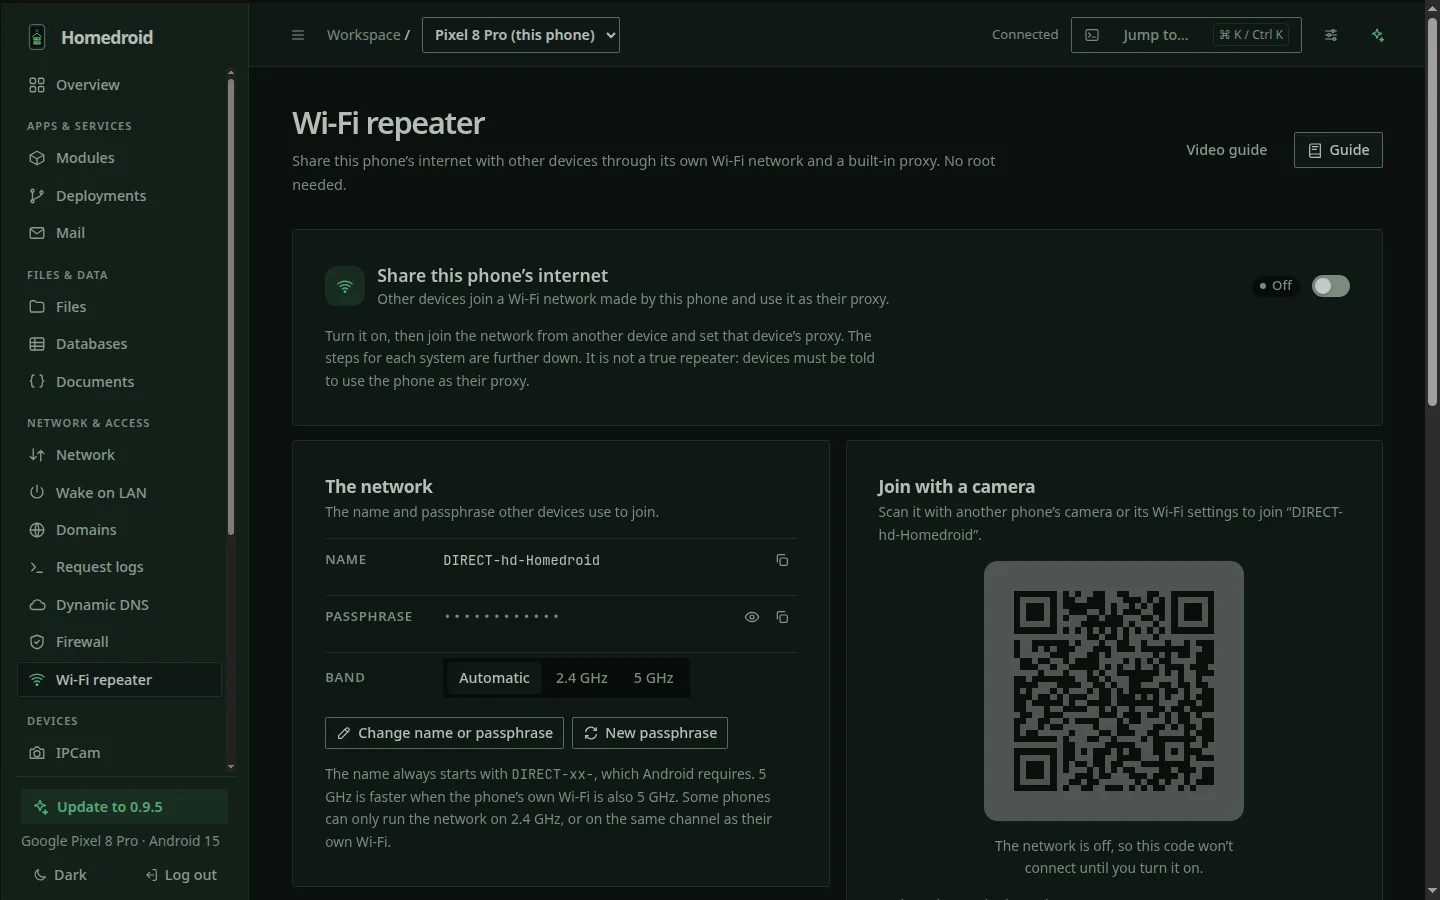 Homedroid
Overview
APPS & SERVICES
Modules
Deployments
Mail
FILES & DATA
Files
Databases
Documents
NETWORK & ACCESS
Network
Wake on LAN
Domains
Request logs
Dynamic DNS
Firewall
Wi-Fi repeater
DEVICES
IPCam
Update to 0.9.5
Google Pixel 8 Pro · Android 15
Dark
Log out
Workspace /
Pixel 8 Pro (this phone)
Connected
Jump to...
⌘ K / Ctrl K
Wi-Fi repeater
Share this phone’s internet with other devices through its own Wi-Fi network and a built-in proxy. No root
needed.
Video guide
Guide
Share this phone’s internet
Other devices join a Wi-Fi network made by this phone and use it as their proxy.
Off
Turn it on, then join the network from another device and set that device’s proxy. The
steps for each system are further down. It is not a true repeater: devices must be told
to use the phone as their proxy.
The network
The name and passphrase other devices use to join.
NAME
DIRECT-hd-Homedroid
PASSPHRASE
••••••••••••
BAND
Automatic
2.4 GHz
5 GHz
Change name or passphrase
New passphrase
The name always starts with DIRECT-xx-, which Android requires. 5
GHz is faster when the phone’s own Wi-Fi is also 5 GHz. Some phones
can only run the network on 2.4 GHz, or on the same channel as their
own Wi-Fi.
Join with a camera
Scan it with another phone’s camera or its Wi-Fi settings to join “DIRECT-
hd-Homedroid”.
The network is off, so this code won’t
connect until you turn it on.